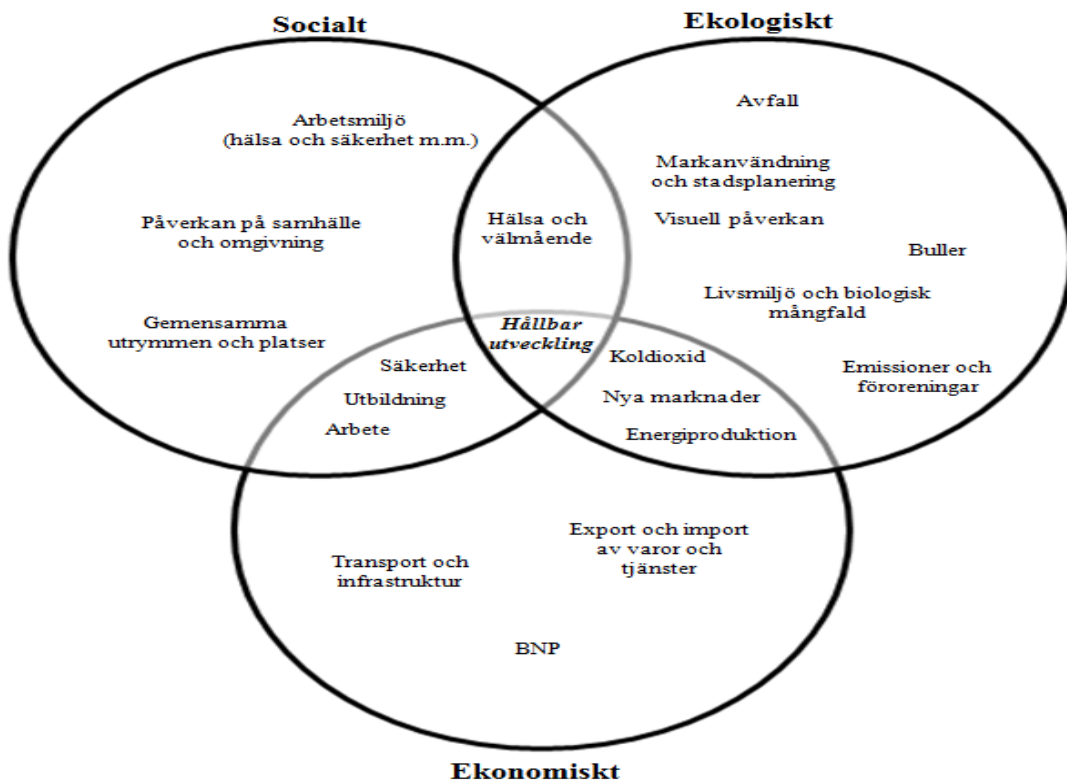 Socialt
Ekologiskt
Avfall
Arbetsmiljö
(hälsa och säkerhet m.m.)
Markanvändning
och stadsplanering
Påverkan på samhälle
och omgivning
Hälsa och
välmående
Visuell påverkan
Buller
Livsmiljö och biologisk
mångfald
Gemensamma
utrymmen och platser
Hållbar
utveckling
Säkerhet
Koldioxid
Emissioner och
föroreningar
Utbildning
Nya marknader
Arbete
Energiproduktion
Transport och
infrastruktur
Export och import
av varor och
tjänster
BNP
Ekonomiskt